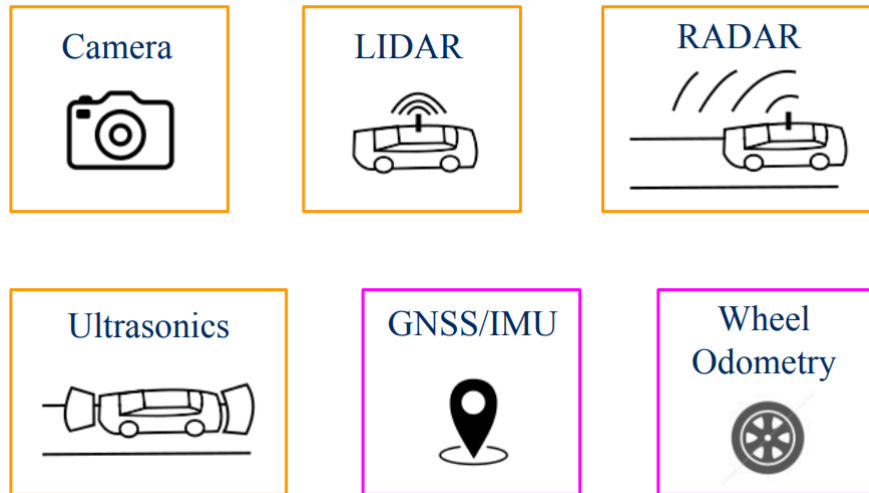 Camera
LIDAR
RADAR
Ultrasonics
GNSS/IMU
Wheel
Odometry